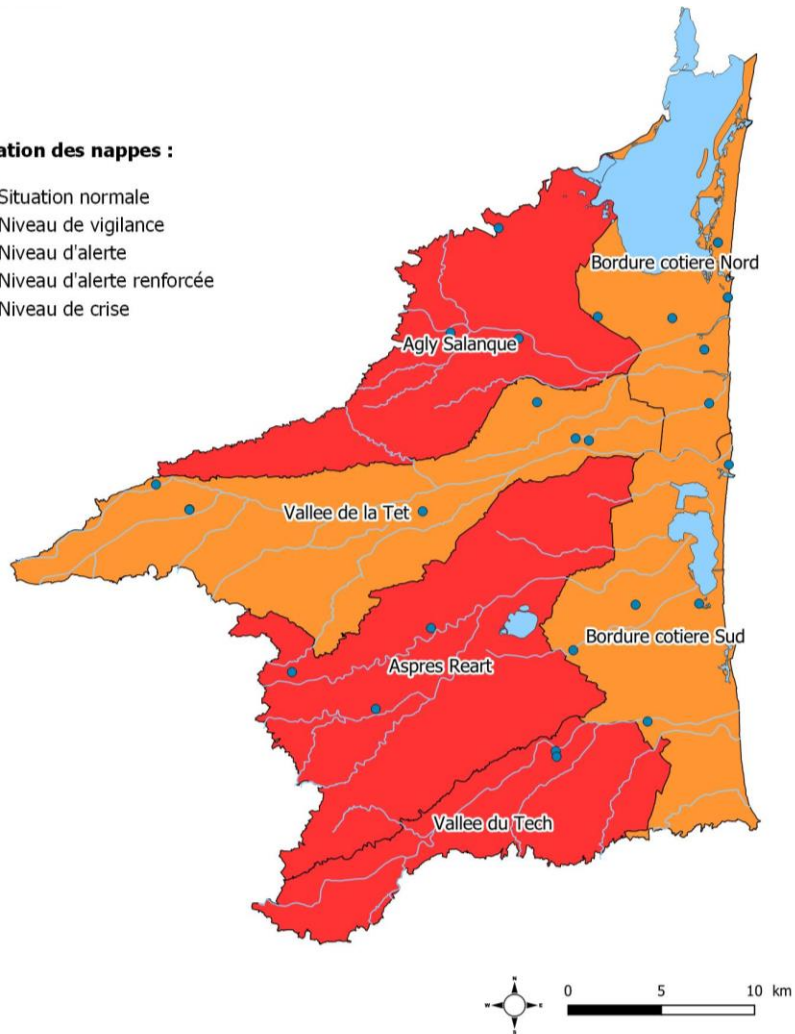 ation des nappes :
Situation normale
Niveau de vigilance
Niveau d'alerte
Niveau d'alerte renforcée
Niveau de crise
Bordure cotiere Nord
Agly Salanque
Vallee de la Tet
Bordure cotiere Sud
Aspres Reart
Vallee du Tech
N
W E
S
0 5 10 km